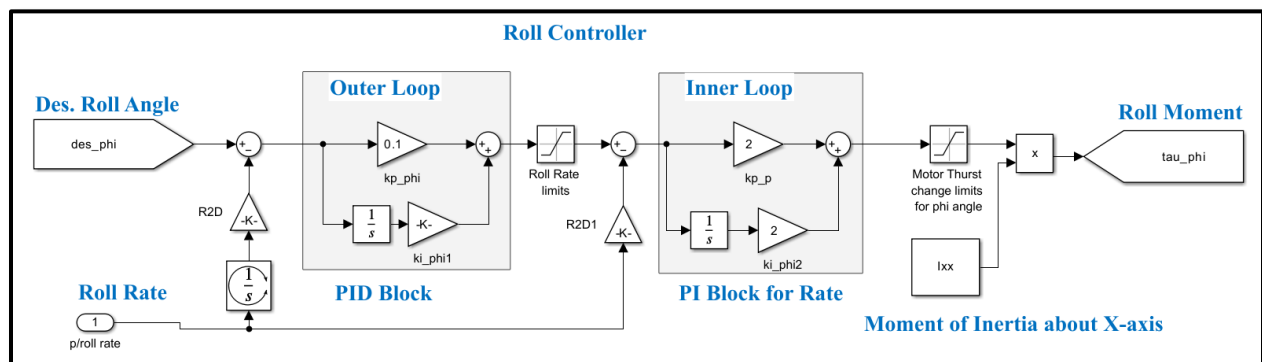 Roll Controller
Outer Loop
Inner Loop
Des. Roll Angle
Roll Moment
des_phi
+
−
0.1
kp_phi
+
+
Roll Rate
limits
+
−
2
kp_p
+
+
Motor Thurst
change limits
for phi angle
x
tau_phi
R2D
-K-
1
s
-K-
ki_phi1
R2D1
-K-
1
s
2
ki_phi2
Ixx
1
s
Roll Rate
PID Block
PI Block for Rate
Moment of Inertia about X-axis
1
p/roll rate